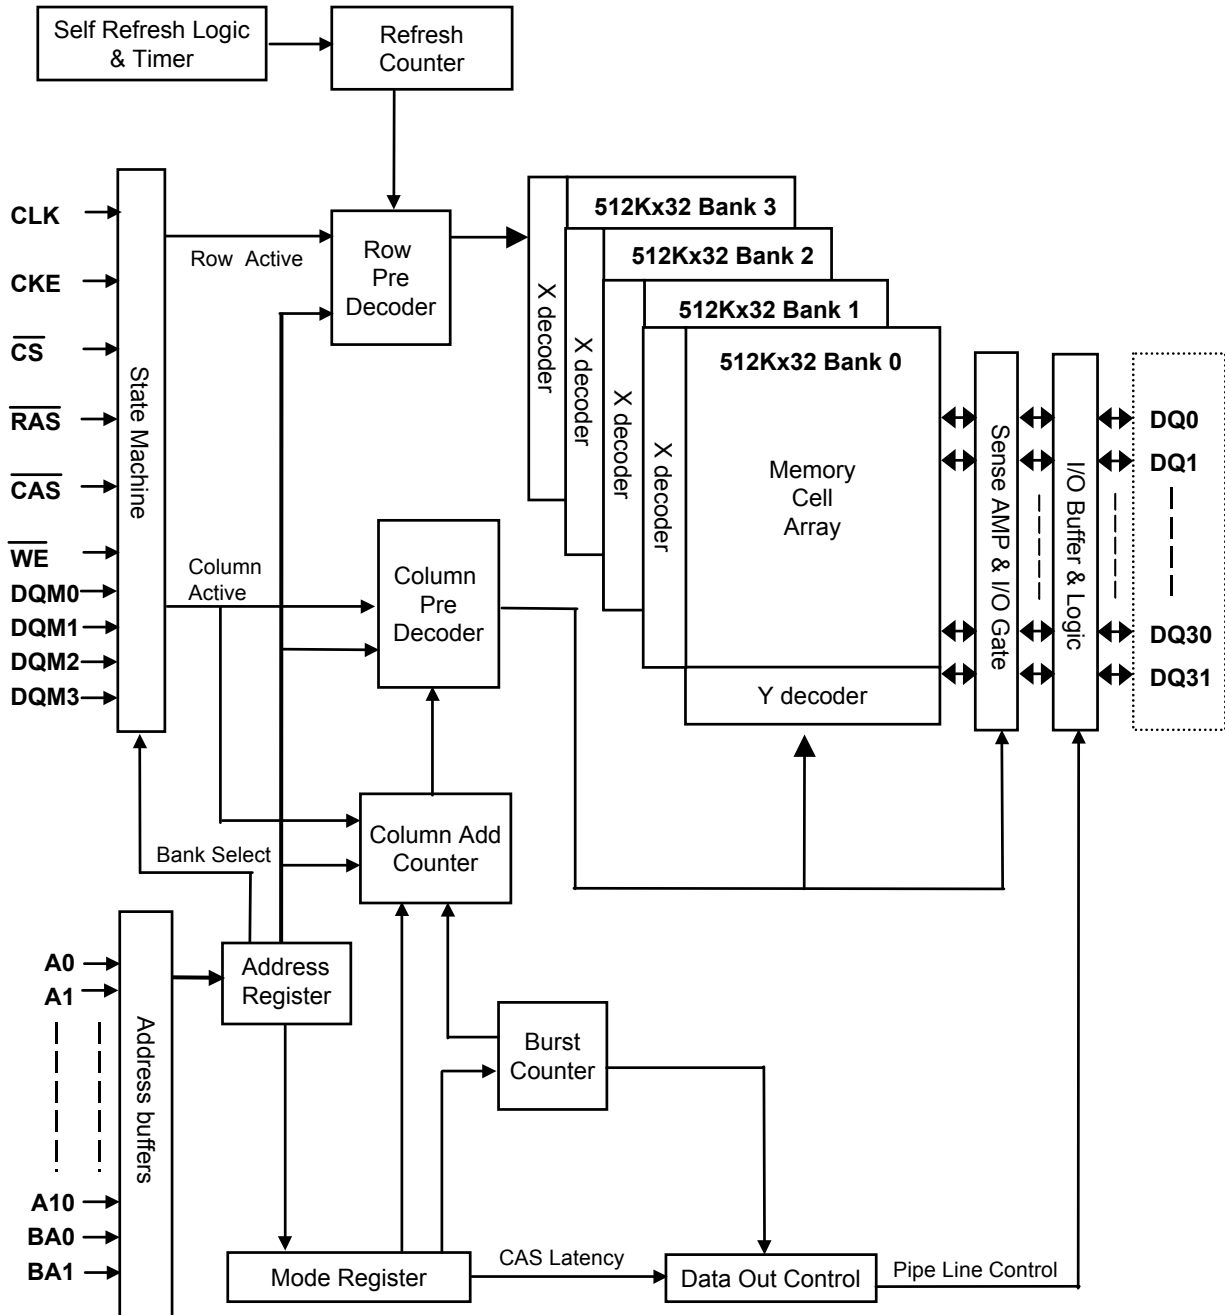 Self Refresh Logic
& Timer
Refresh
Counter
CLK
CKE
CS
RAS
CAS
WE
DQM0
DQM1
DQM2
DQM3
State Machine
Row Active
Row
Pre
Decoder
Column
Active
Column
Pre
Decoder
X decoder
X decoder
X decoder
X decoder
512Kx32 Bank 3
512Kx32 Bank 2
512Kx32 Bank 1
512Kx32 Bank 0
Memory
Cell
Array
Y decoder
Sense AMP & I/O Gate
I/O Buffer & Logic
DQ0
DQ1
DQ30
DQ31
Bank Select
Column Add
Counter
A0
A1
A10
BA0
BA1
Address buffers
Address
Register
Burst
Counter
Mode Register
CAS Latency
Data Out Control
Pipe Line Control